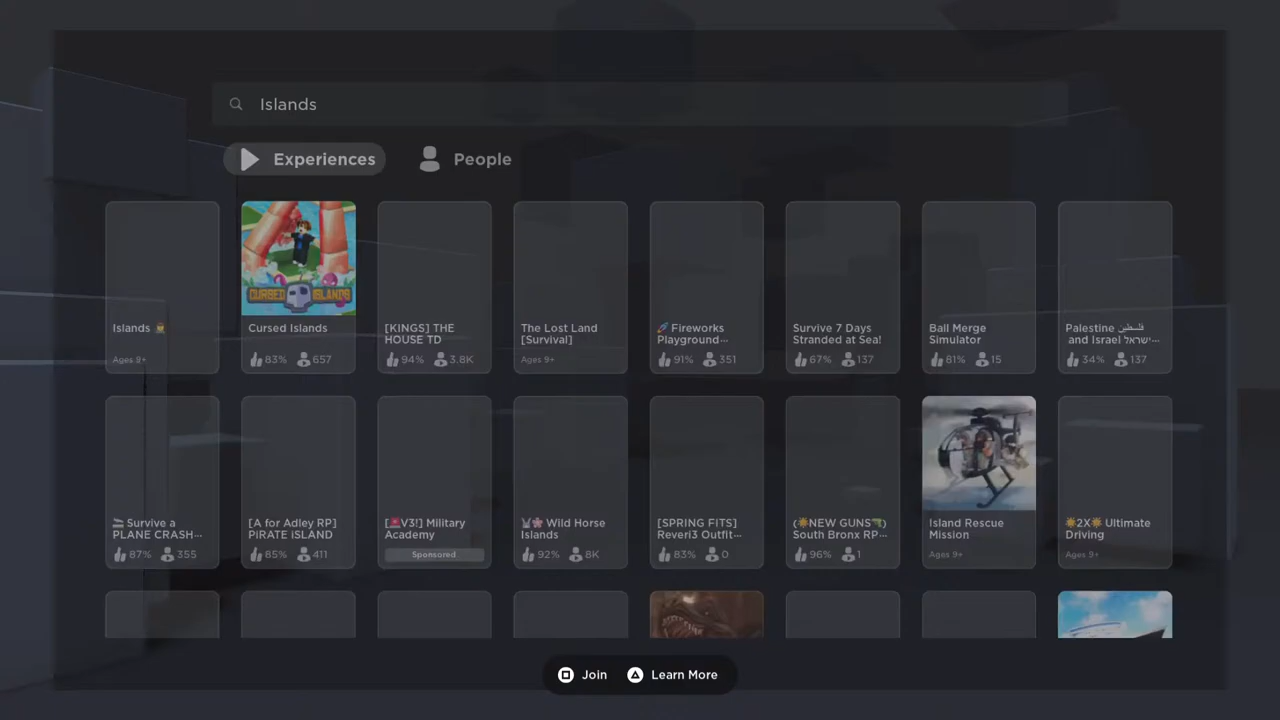 Islands
Experiences
People
Islands 👨‍🌾
Ages 9+
CURSED ISLANDS
Cursed Islands
83% 657
[KINGS] THE
HOUSE TD
94% 3.8K
The Lost Land
[Survival]
Ages 9+
🚀 Fireworks
Playground...
91% 351
Survive 7 Days
Stranded at Sea!
67% 137
Ball Merge
Simulator
81% 15
Palestine فلسطين
and Israel ישראל...
34% 137
🛬 Survive a
PLANE CRASH...
87% 355
[A for Adley RP]
PiRATE ISLAND
85% 411
[🚨V3!] Military
Academy
Sponsored
🐰🌸 Wild Horse
Islands
92% 8K
[SPRING FITS]
Reveri3 Outfit...
83% 0
(☀️NEW GUNS🔫)
South Bronx RP...
96% 1
Island Rescue
Mission
Ages 9+
☀️2X☀️ Ultimate
Driving
Ages 9+
Join
Learn More